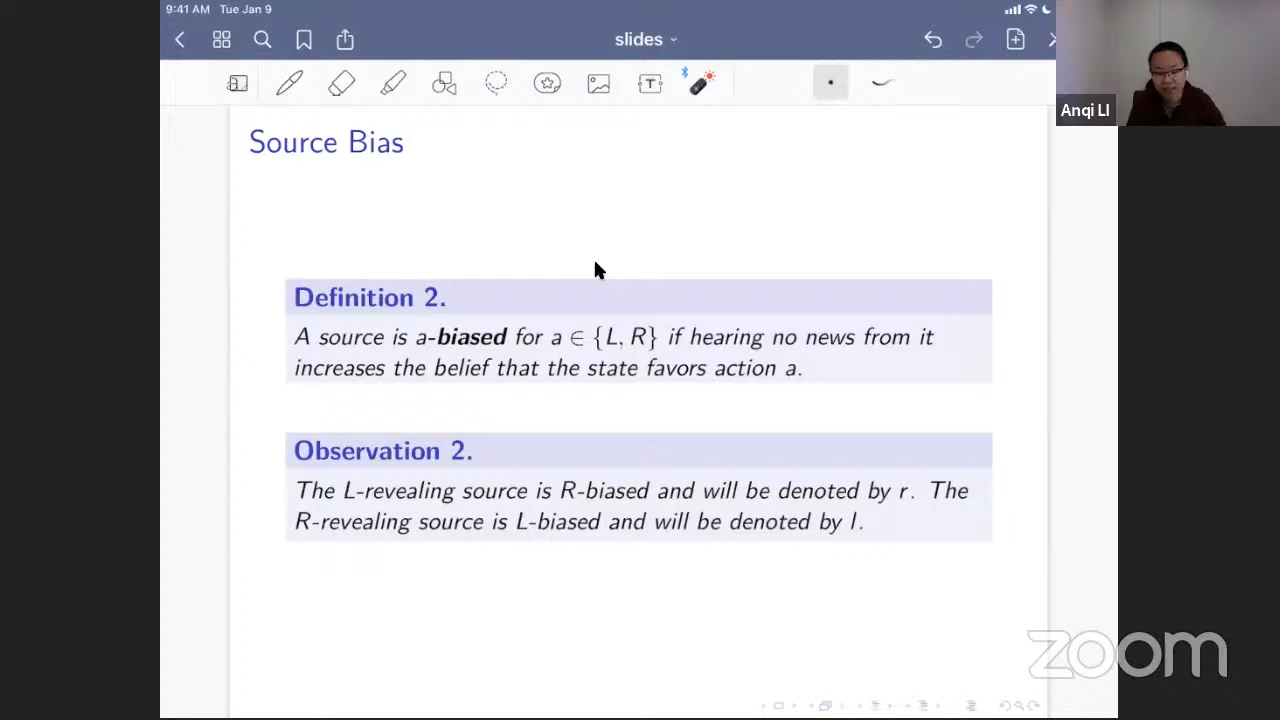 9:41 AM Tue Jan 9
slides
Anqi LI
Source Bias
Definition 2.
A source is a-biased for a ∈ {L, R} if hearing no news from it
increases the belief that the state favors action a.
Observation 2.
The L-revealing source is R-biased and will be denoted by r. The
R-revealing source is L-biased and will be denoted by l.
zoom